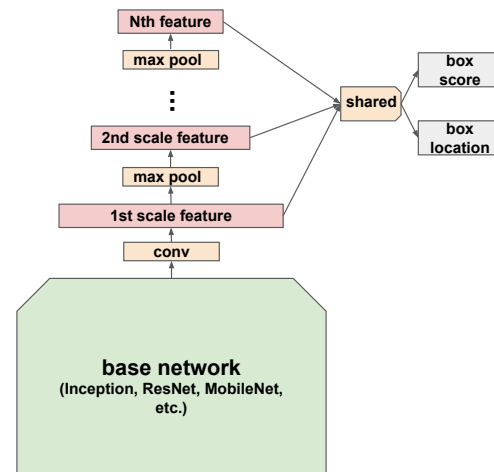 Nth feature
max pool
2nd scale feature
max pool
1st scale feature
conv
base network
(Inception, ResNet, MobileNet,
etc.)
shared
box
score
box
location